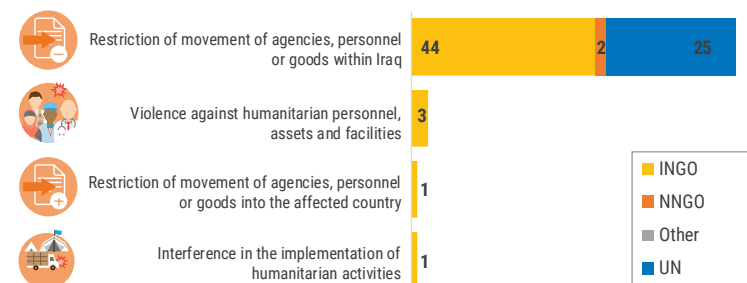 Restriction of movement of agencies, personnel
or goods within Iraq
44 2 25
Violence against humanitarian personnel,
assets and facilities
3
Restriction of movement of agencies, personnel
or goods into the affected country
1
Interference in the implementation of
humanitarian activities
1
INGO
NNGO
Other
UN